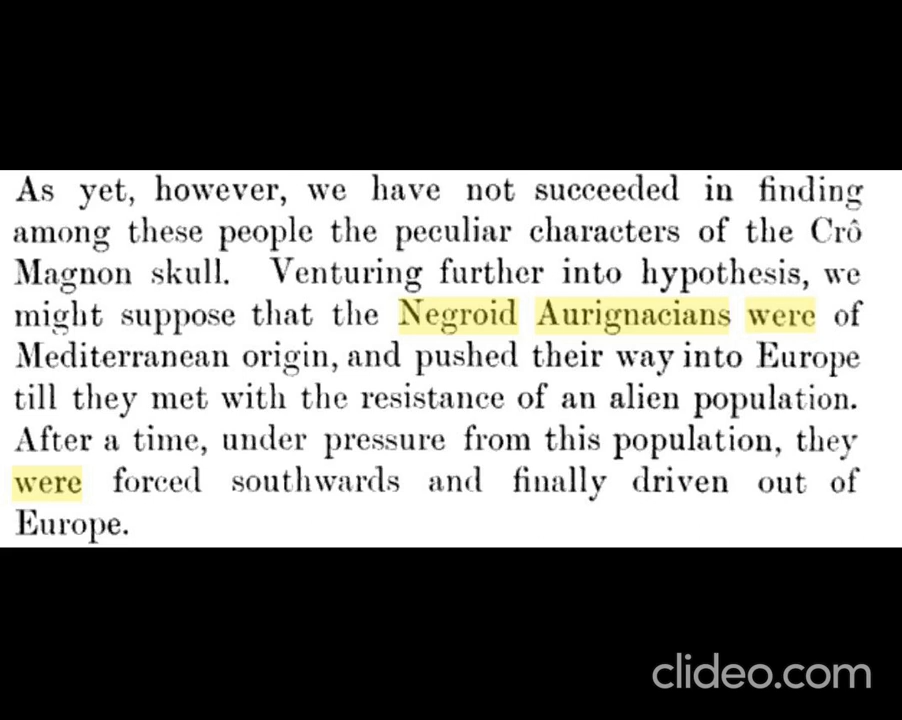 As yet, however, we have not succeeded in finding
among these people the peculiar characters of the Crô
Magnon skull. Venturing further into hypothesis, we
might suppose that the Negroid Aurignacians were of
Mediterranean origin, and pushed their way into Europe
till they met with the resistance of an alien population.
After a time, under pressure from this population, they
were forced southwards and finally driven out of
Europe.
clideo.com